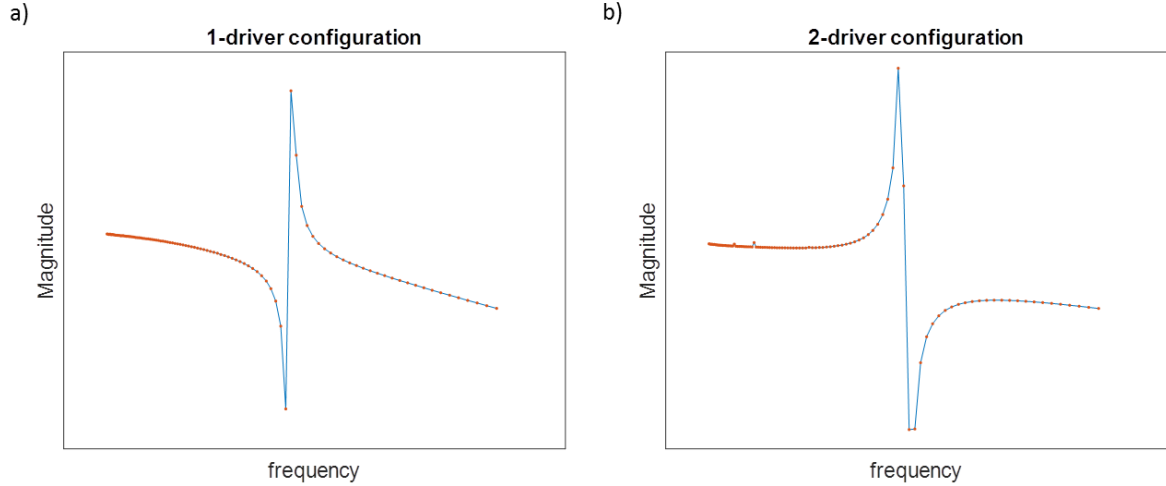 a)
1-driver configuration
Magnitude
frequency
b)
2-driver configuration
Magnitude
frequency